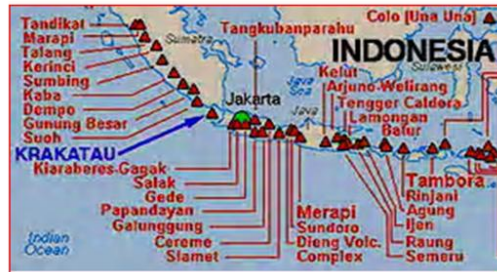 Tandikat
Marapi
Talang
Kerinci
Sumbing
Kaba
Dempo
Gunung Besar
Suoh
KRAKATAU
Kiaraberes-Gagak
Salak
Gede
Papandayan
Galunggung
Cereme
Slamet
Sumatra
Tangkubanparahu
Jakarta
Java
Sea
Java
Colo [Una Una]
INDONESIA
Sulawesi
Kelut
Arjuno-Welirang
Tengger Caldera
Lamongan
Batur
Merapi
Sundoro
Dieng Volc.
Complex
Tambora
Rinjani
Agung
Ijen
Raung
Semeru
Indian
Ocean